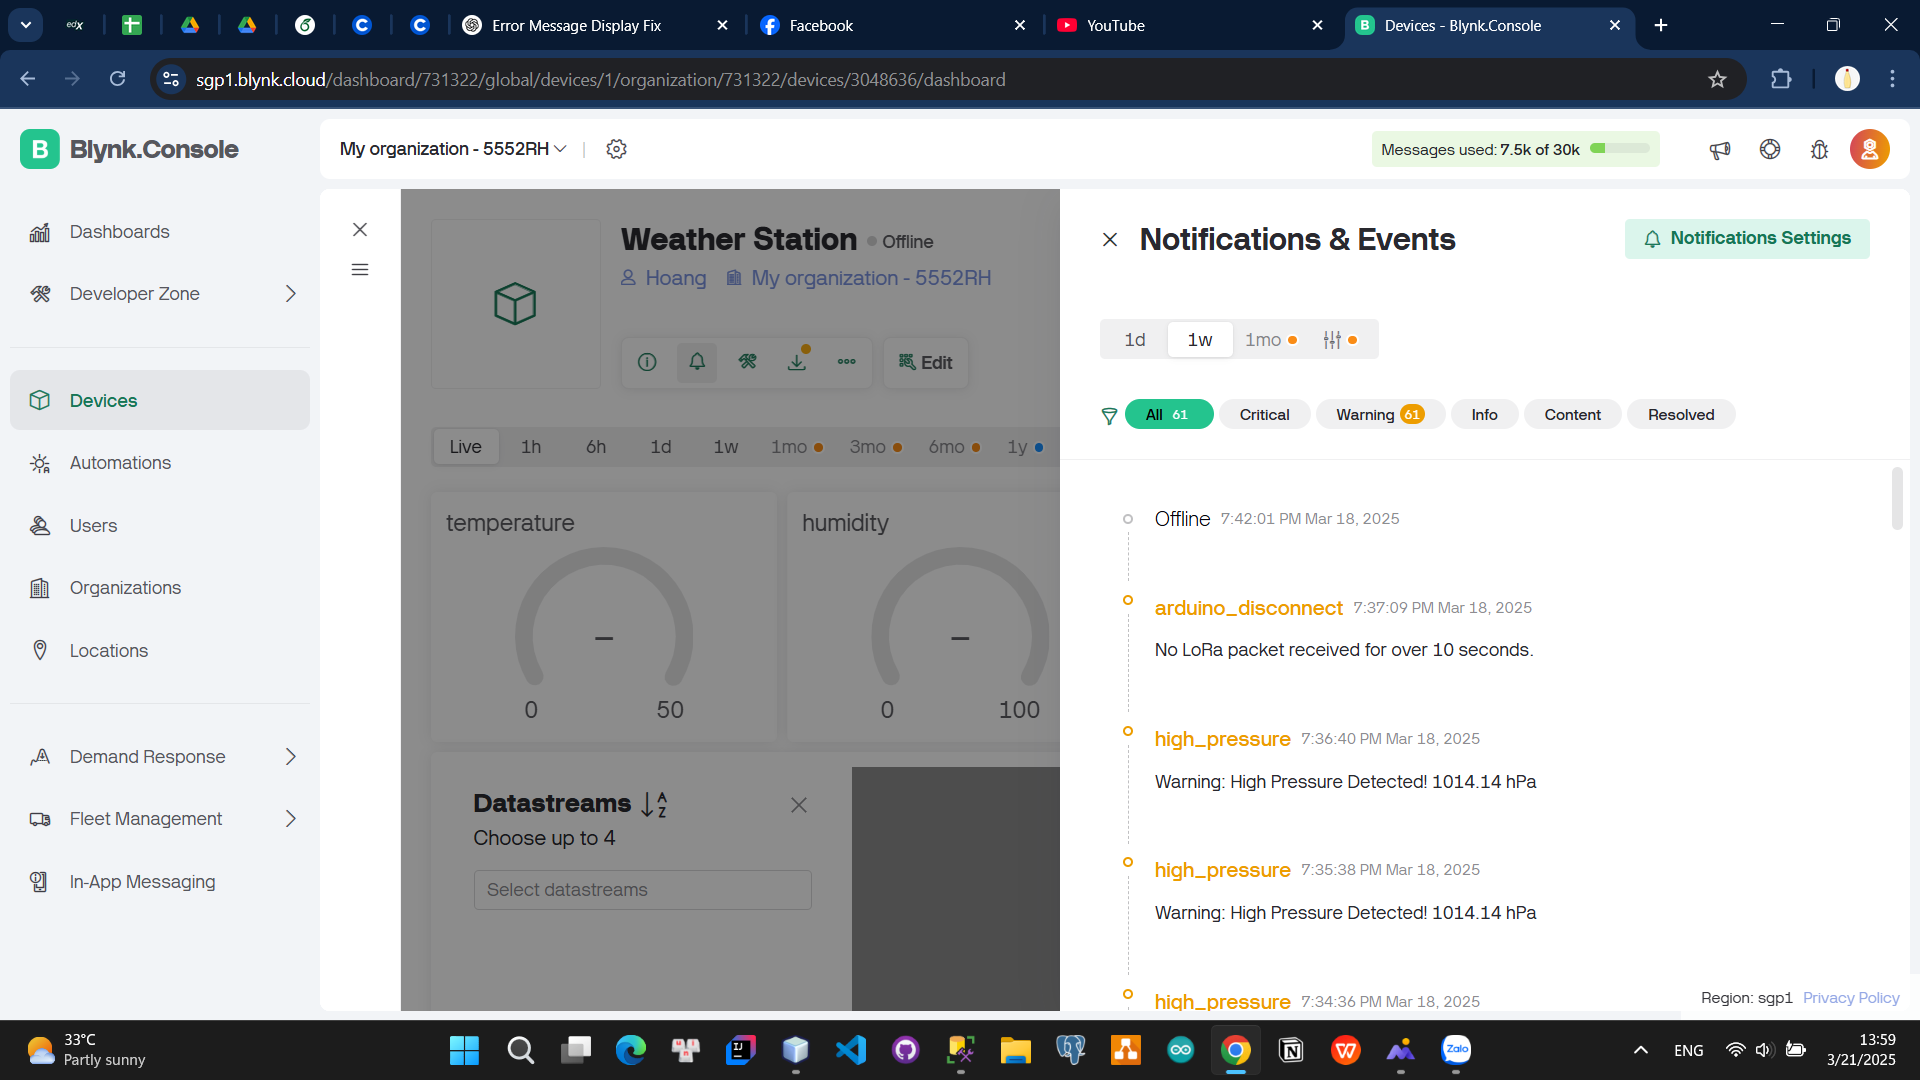 edX
Error Message Display Fix
Facebook
YouTube
Devices - Blynk.Console
sgp1.blynk.cloud/dashboard/731322/global/devices/1/organization/731322/devices/3048636/dashboard
B Blynk.Console
My organization - 5552RH
Messages used: 7.5k of 30k
Dashboards
Developer Zone
Devices
Automations
Users
Organizations
Locations
Demand Response
Fleet Management
In-App Messaging
Weather Station
Offline
Hoang
My organization - 5552RH
Edit
Live 1h 6h 1d 1w 1mo 3mo 6mo 1y
temperature
–
0 50
humidity
–
0 100
Datastreams
A
Z
Choose up to 4
Select datastreams
Notifications & Events
Notifications Settings
1d 1w 1mo
All 61 Critical Warning 61 Info Content Resolved
Offline 7:42:01 PM Mar 18, 2025
arduino_disconnect 7:37:09 PM Mar 18, 2025
No LoRa packet received for over 10 seconds.
high_pressure 7:36:40 PM Mar 18, 2025
Warning: High Pressure Detected! 1014.14 hPa
high_pressure 7:35:38 PM Mar 18, 2025
Warning: High Pressure Detected! 1014.14 hPa
high_pressure 7:34:36 PM Mar 18, 2025
Region: sgp1 Privacy Policy
33°C
Partly sunny
IJ
Zalo
ENG
13:59
3/21/2025